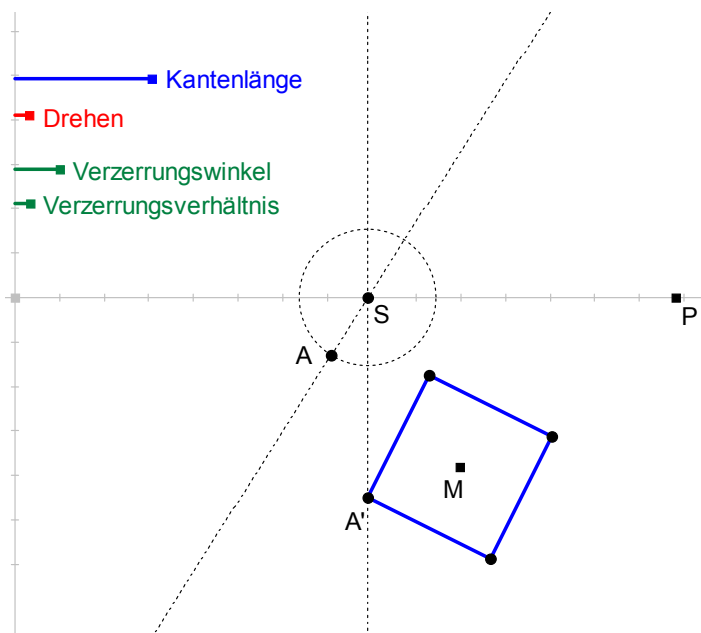 Kantenlänge
Drehen
Verzerrungswinkel
Verzerrungsverhältnis
S
P
A
M
A'